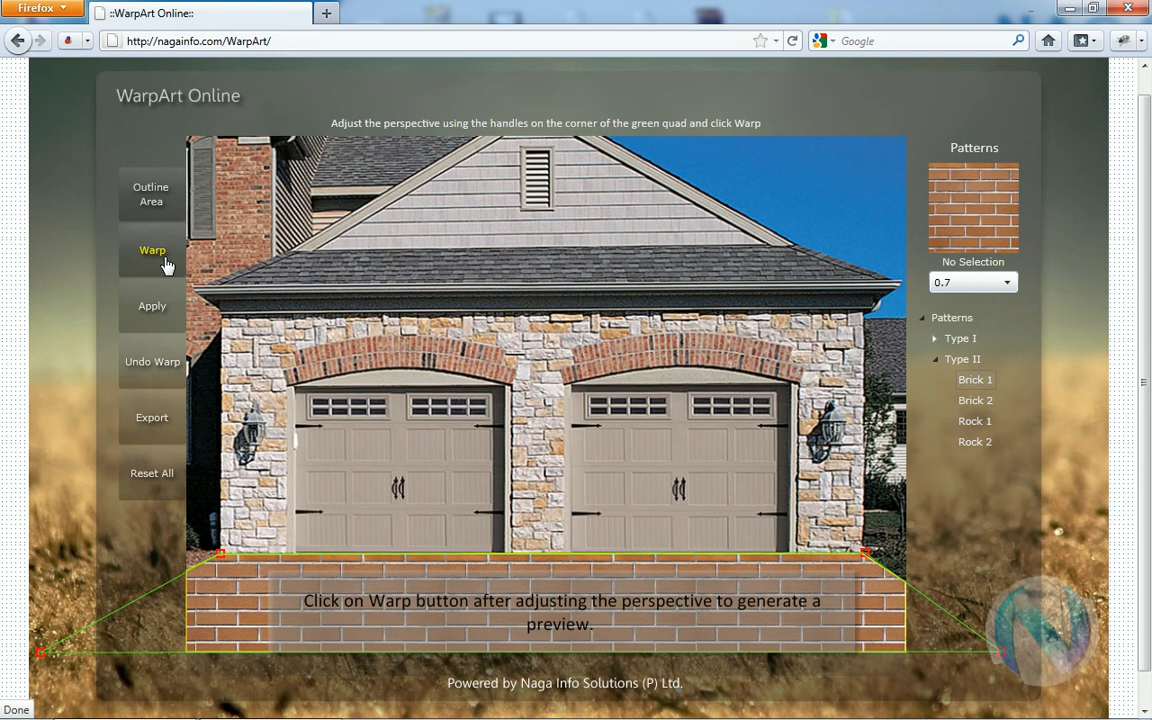 Firefox
::WarpArt Online::
http://nagainfo.com/WarpArt/
Google
WarpArt Online
Adjust the perspective using the handles on the corner of the green quad and click Warp
Outline
Area
Warp
Apply
Undo Warp
Export
Reset All
Patterns
No Selection
0.7
Patterns
Type I
Type II
Brick 1
Brick 2
Rock 1
Rock 2
Click on Warp button after adjusting the perspective to generate a
preview.
Powered by Naga Info Solutions (P) Ltd.
Done